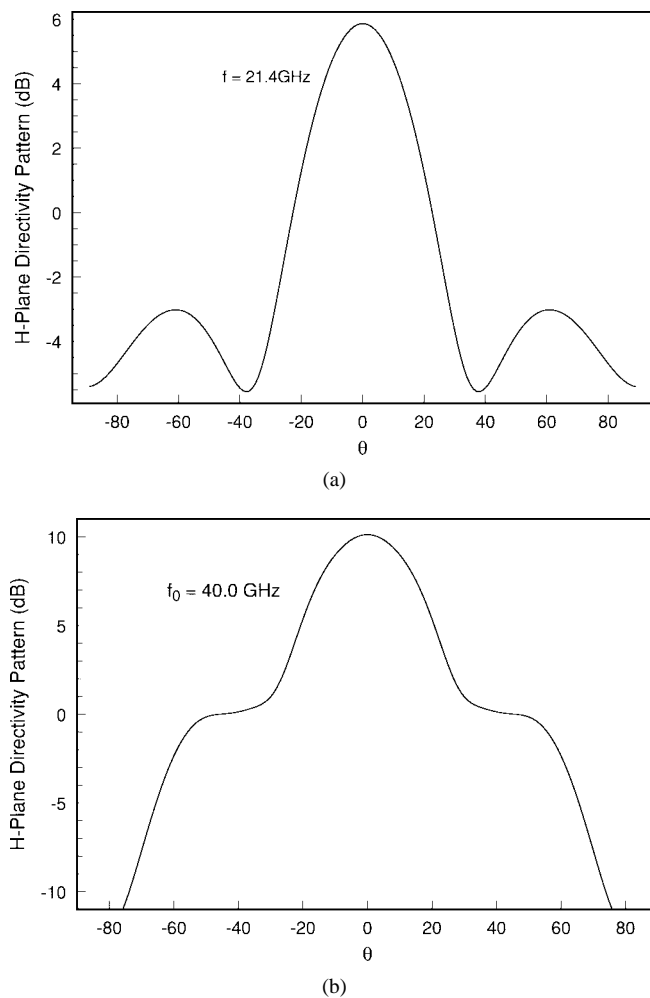 6
4
2
0
-2
-4
H-Plane Directivity Pattern (dB)
f = 21.4GHz
-80 -60 -40 -20 0 20 40 60 80
θ
(a)
10
5
0
-5
-10
H-Plane Directivity Pattern (dB)
f₀ = 40.0 GHz
-80 -60 -40 -20 0 20 40 60 80
θ
(b)